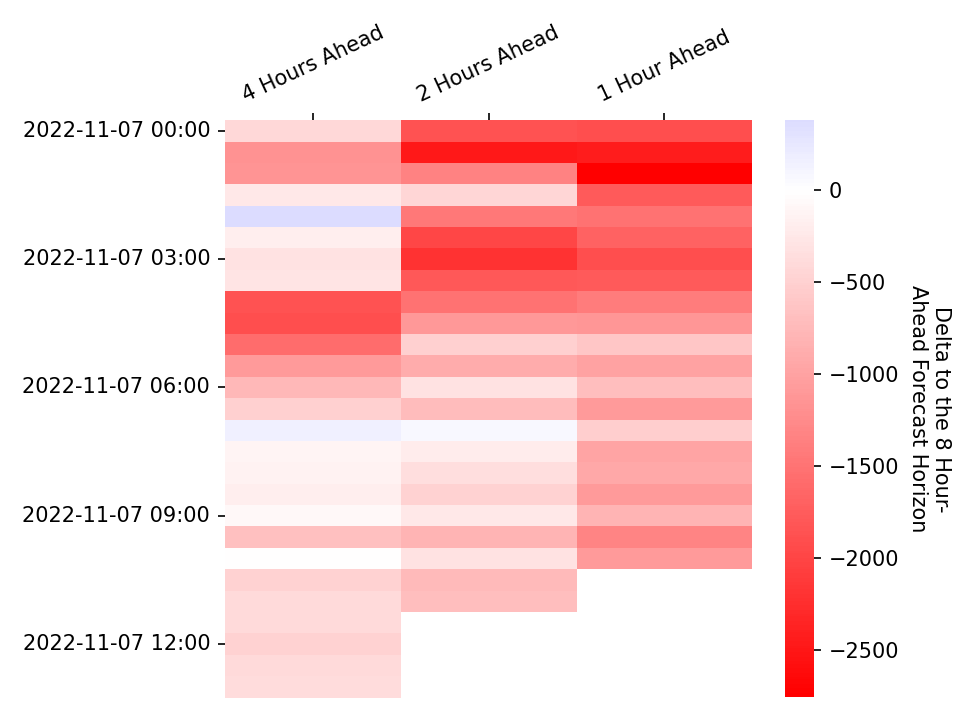 4 Hours Ahead
2 Hours Ahead
1 Hour Ahead
2022-11-07 00:00
2022-11-07 03:00
2022-11-07 06:00
2022-11-07 09:00
2022-11-07 12:00
0
−500
−1000
−1500
−2000
−2500
Delta to the 8 Hour-
Ahead Forecast Horizon